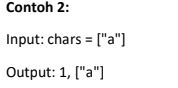 Contoh 2:
Input: chars = ["a"]
Output: 1, ["a"]